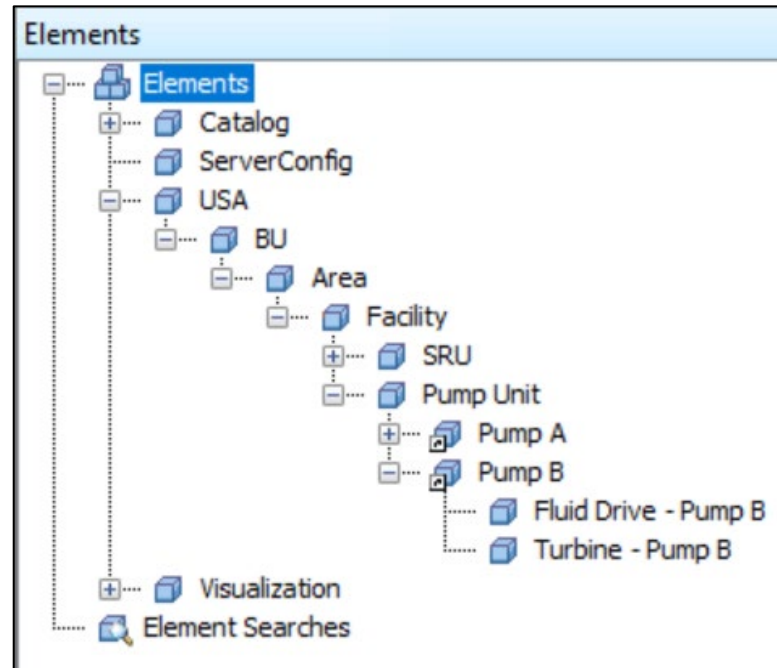 Elements
Elements
Catalog
ServerConfig
USA
BU
Area
Facility
SRU
Pump Unit
Pump A
Pump B
Fluid Drive - Pump B
Turbine - Pump B
Visualization
Element Searches